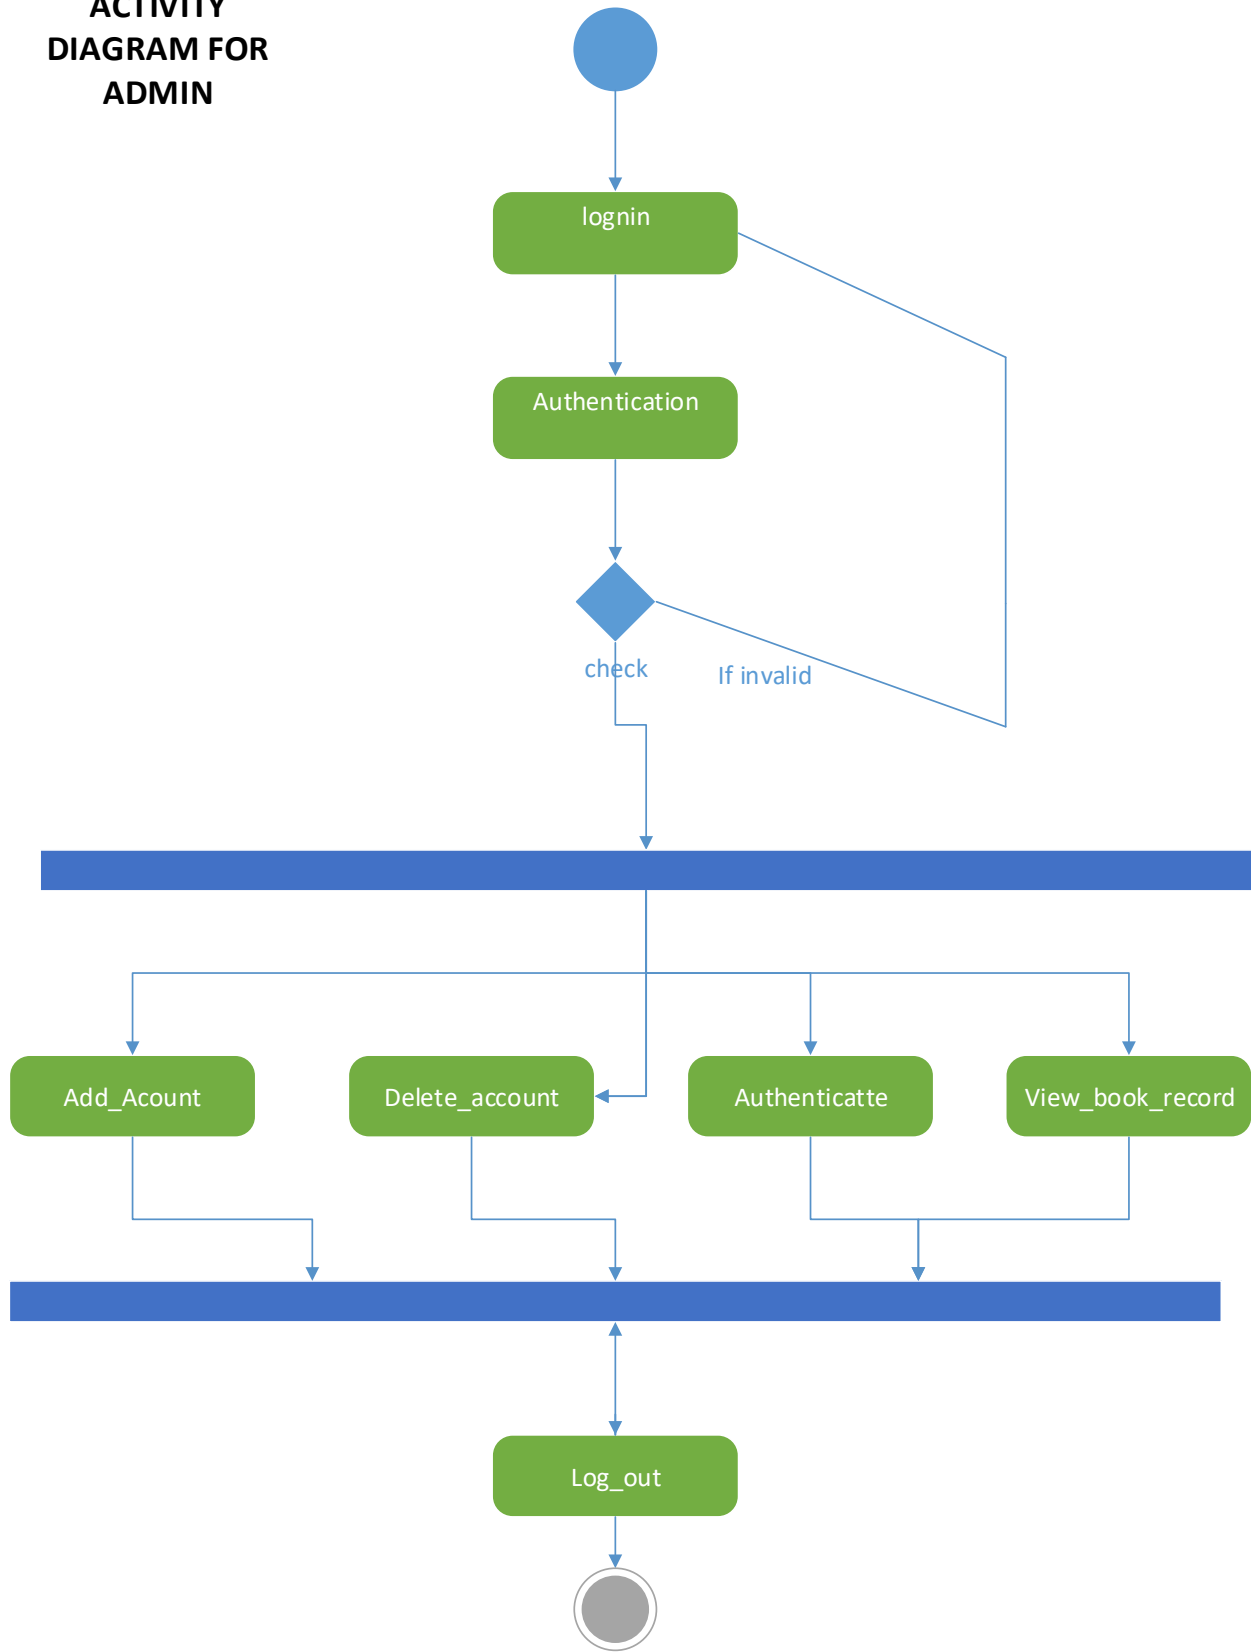 ACTIVITY
DIAGRAM FOR
ADMIN
lognin
Authentication
check
If invalid
Add_Acount
Delete_account
Authenticatte
View_book_record
Log_out